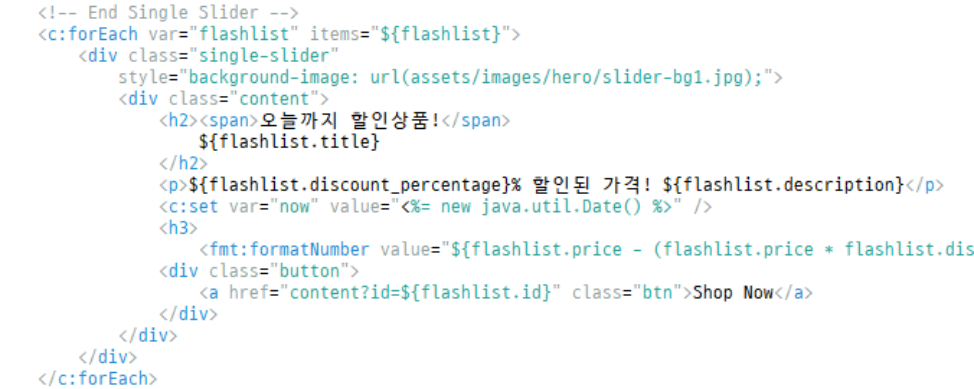 <!-- End Single Slider -->
<c:forEach var="flashlist" items="${flashlist}">
<div class="single-slider"
style="background-image: url(assets/images/hero/slider-bg1.jpg);">
<div class="content">
<h2><span>오늘까지 할인상품!</span>
${flashlist.title}
</h2>
<p>${flashlist.discount_percentage}% 할인된 가격! ${flashlist.description}</p>
<c:set var="now" value="<%= new java.util.Date() %>" />
<h3>
<fmt:formatNumber value="${flashlist.price - (flashlist.price * flashlist.dis
<div class="button">
<a href="content?id=${flashlist.id}" class="btn">Shop Now</a>
</div>
</div>
</div>
</c:forEach>